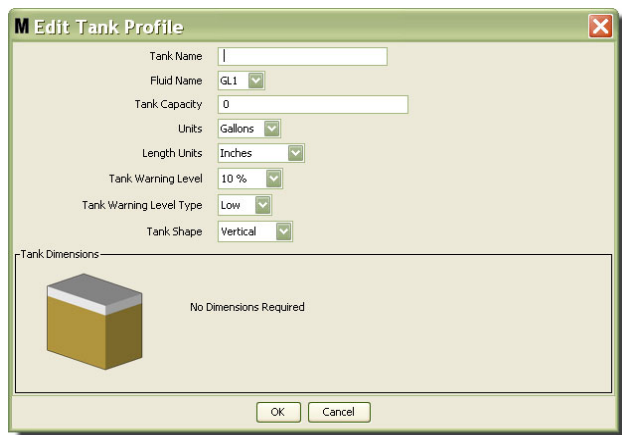 M Edit Tank Profile
Tank Name
Fluid Name GL1
Tank Capacity 0
Units Gallons
Length Units Inches
Tank Warning Level 10 %
Tank Warning Level Type Low
Tank Shape Vertical
Tank Dimensions
No Dimensions Required
OK Cancel